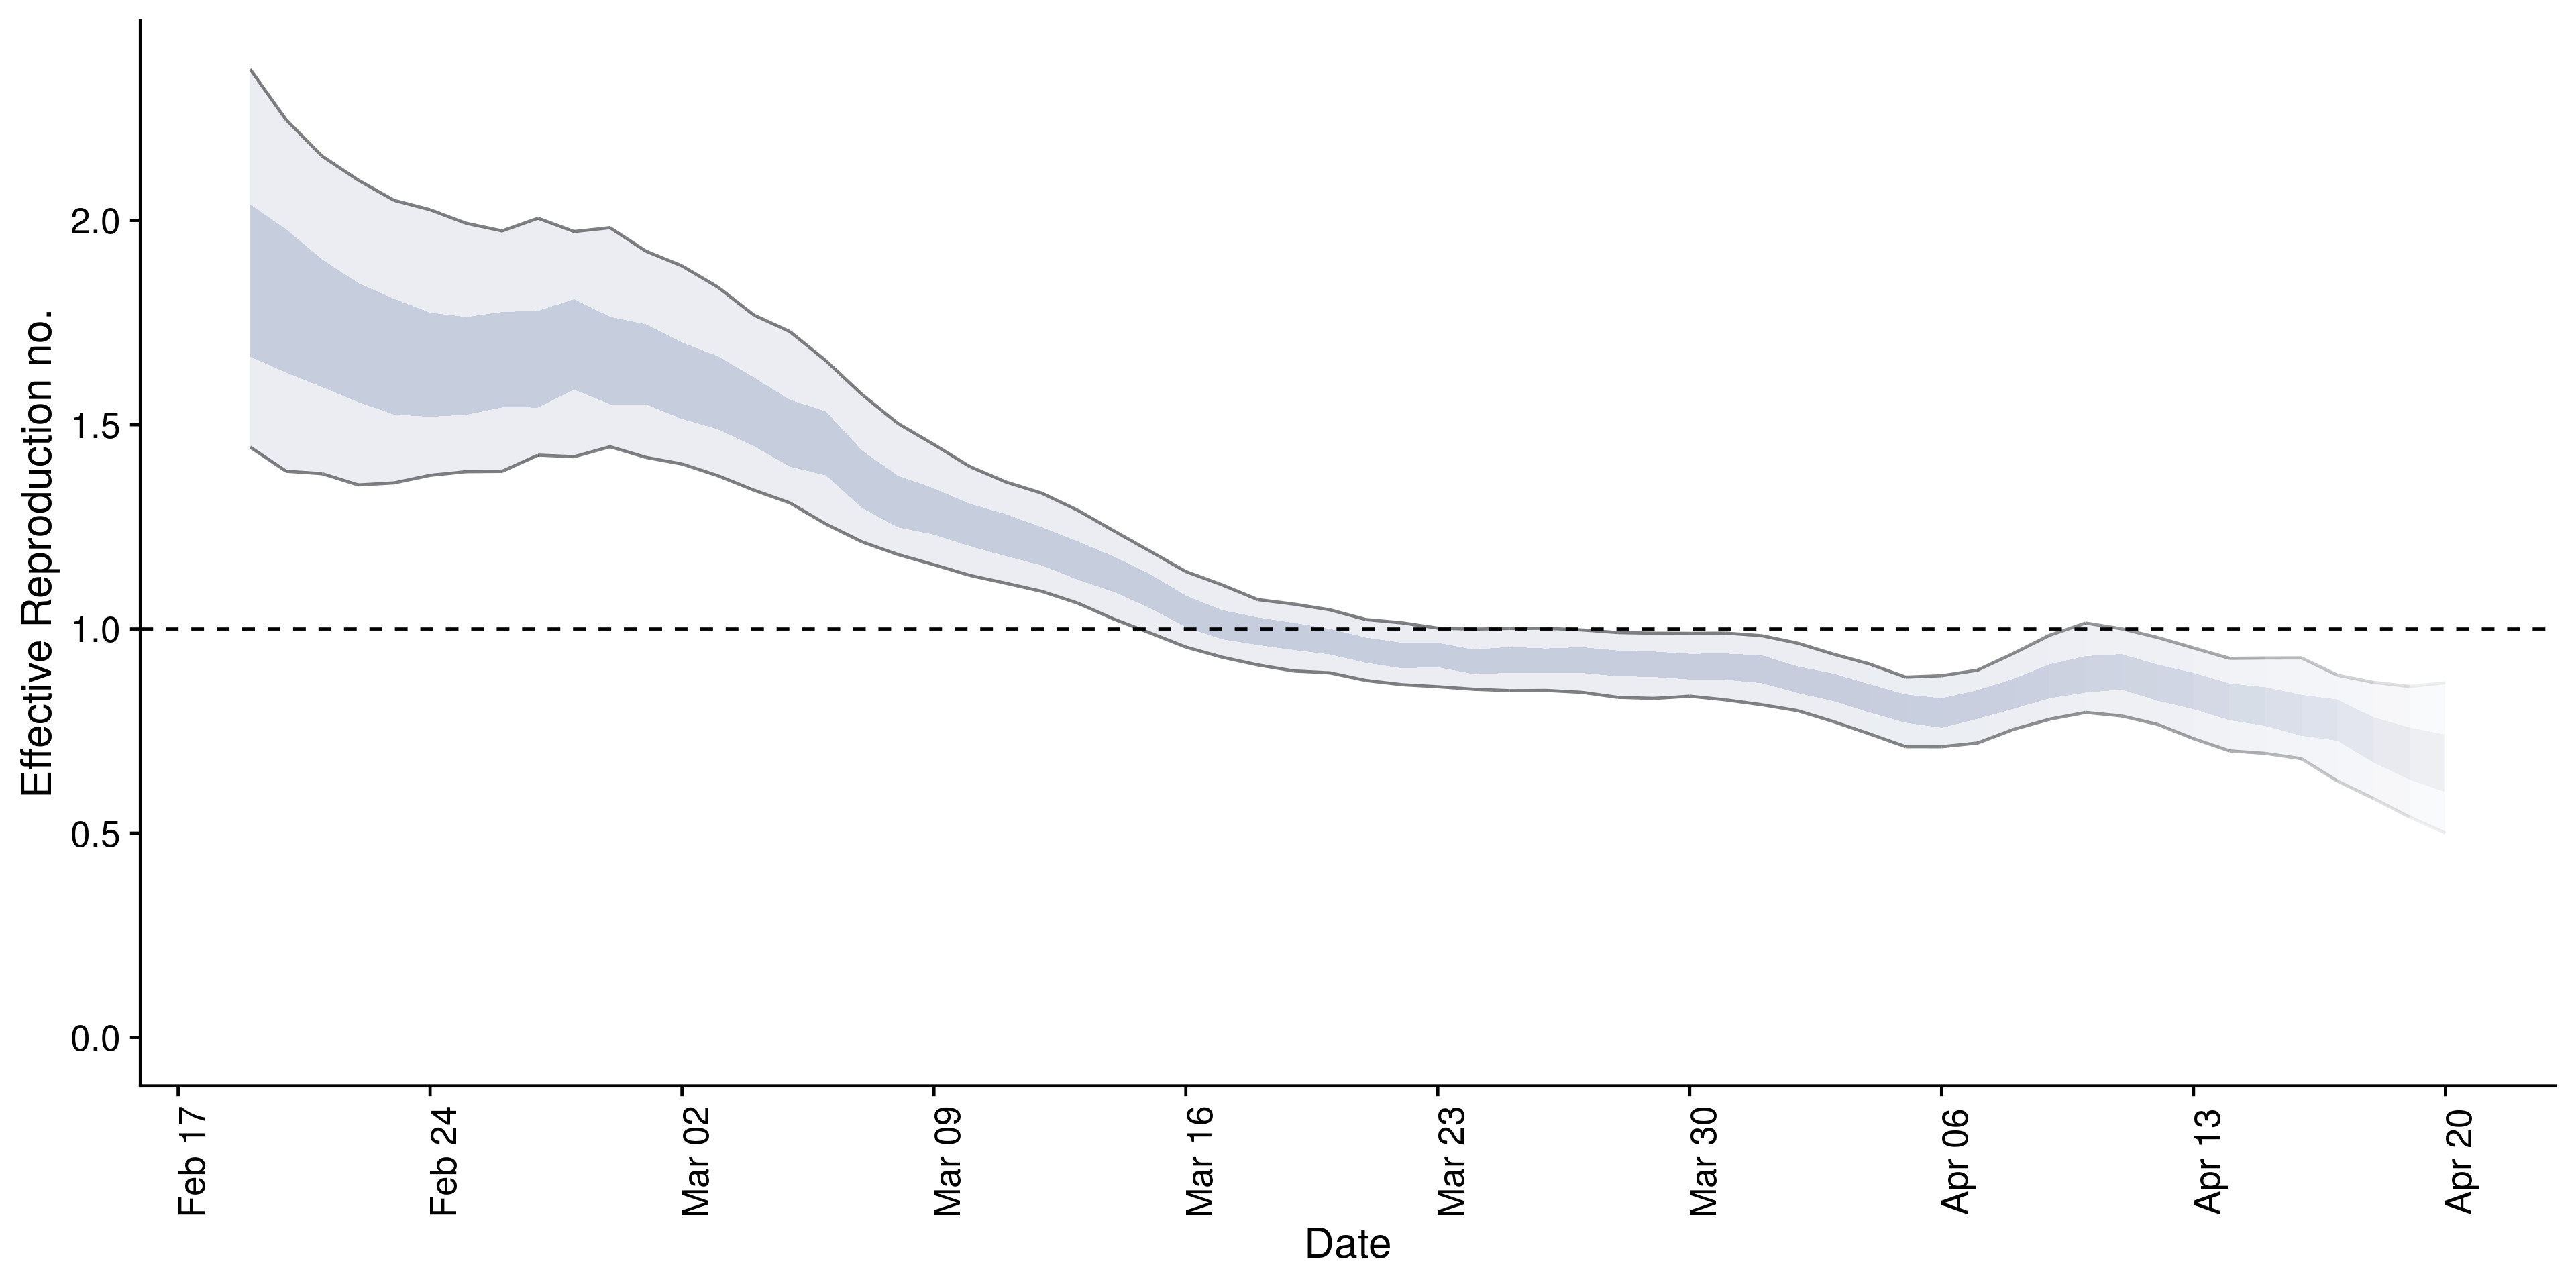 Effective Reproduction no.
2.0
1.5
1.0
0.5
0.0
Feb 17
Feb 24
Mar 02
Mar 09
Mar 16
Mar 23
Mar 30
Apr 06
Apr 13
Apr 20
Date